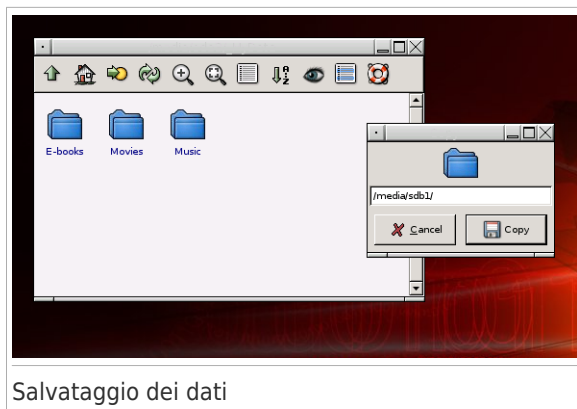 E-books Movies Music
/media/sdb1/
Cancel Copy
Salvataggio dei dati